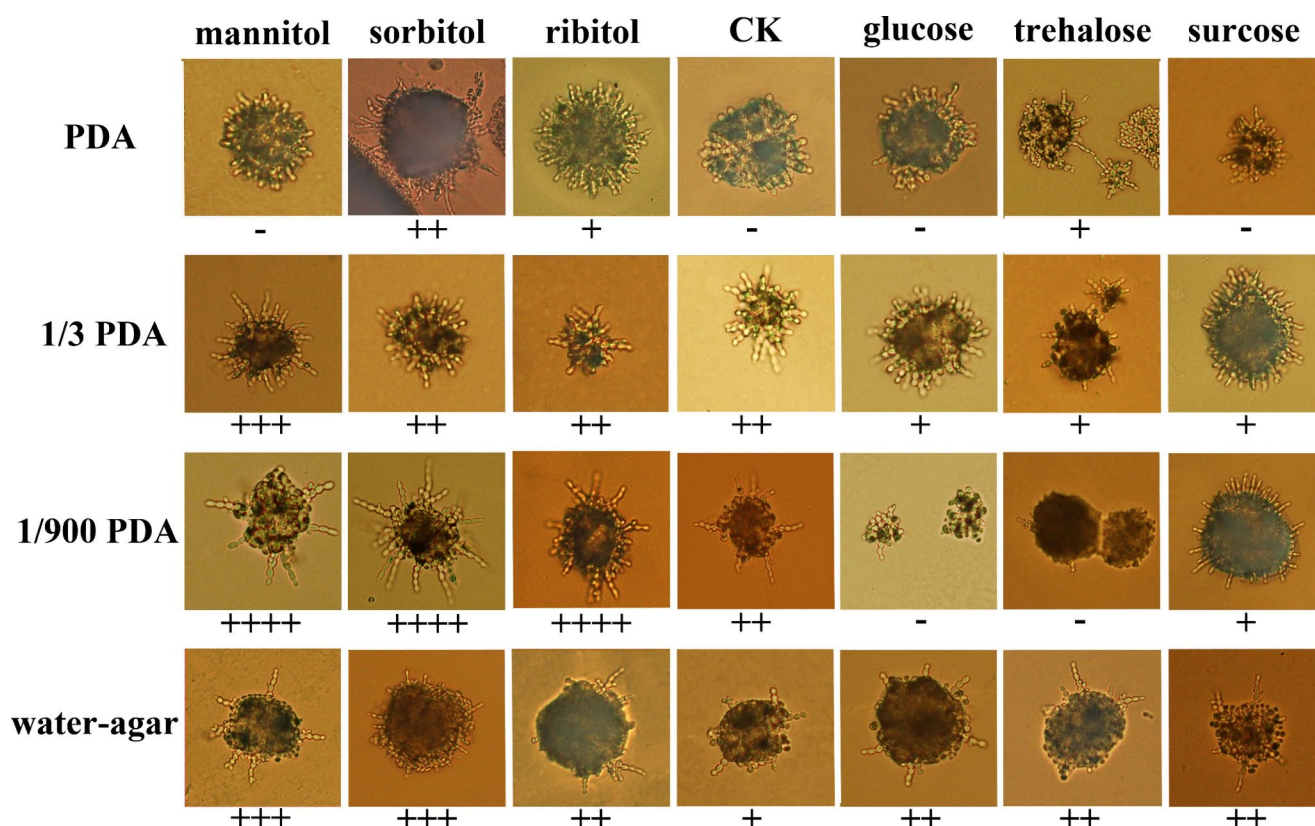 mannitol sorbitol ribitol CK glucose trehalose surcose
PDA
- ++ + - - + -
1/3 PDA
+++ ++ ++ ++ + + +
1/900 PDA
++++ ++++ ++++ ++ - - +
water-agar
+++ +++ ++ + ++ ++ ++